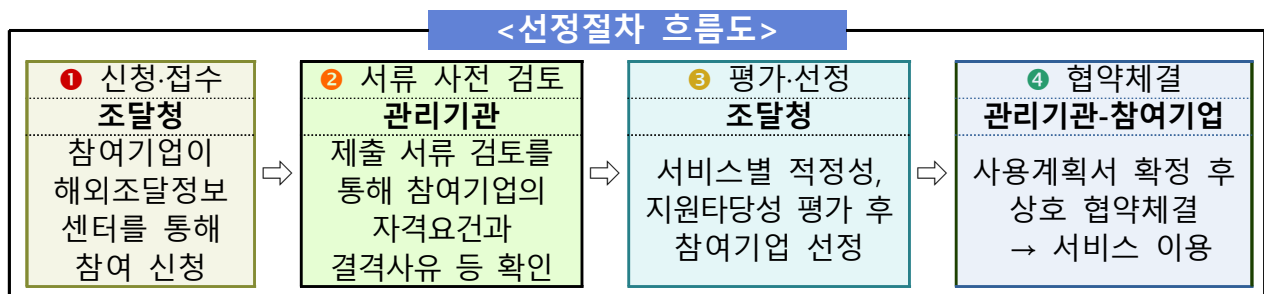 <선정절차 흐름도>
❶ 신청·접수
조달청
참여기업이
해외조달정보
센터를 통해
참여 신청
⇨
❷ 서류 사전 검토
관리기관
제출 서류 검토를
통해 참여기업의
자격요건과
결격사유 등 확인
⇨
❸ 평가·선정
조달청
서비스별 적정성,
지원타당성 평가 후
참여기업 선정
⇨
❹ 협약체결
관리기관-참여기업
사용계획서 확정 후
상호 협약체결
→ 서비스 이용